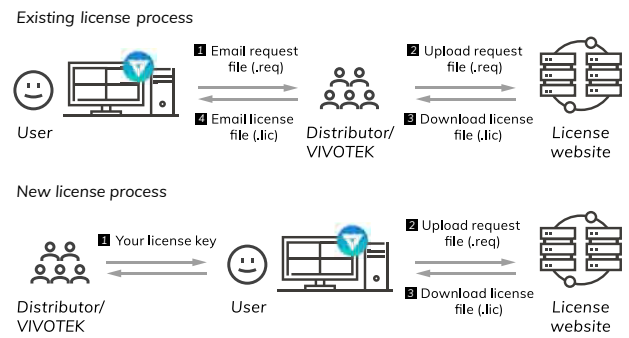 Existing license process
1 Email request
file (.req)
2 Upload request
file (.req)
4 Email license
file (.lic)
3 Download license
file (.lic)
User
Distributor/
VIVOTEK
License
website
New license process
1 Your license key
2 Upload request
file (.req)
3 Download license
file (.lic)
Distributor/
VIVOTEK
User
License
website